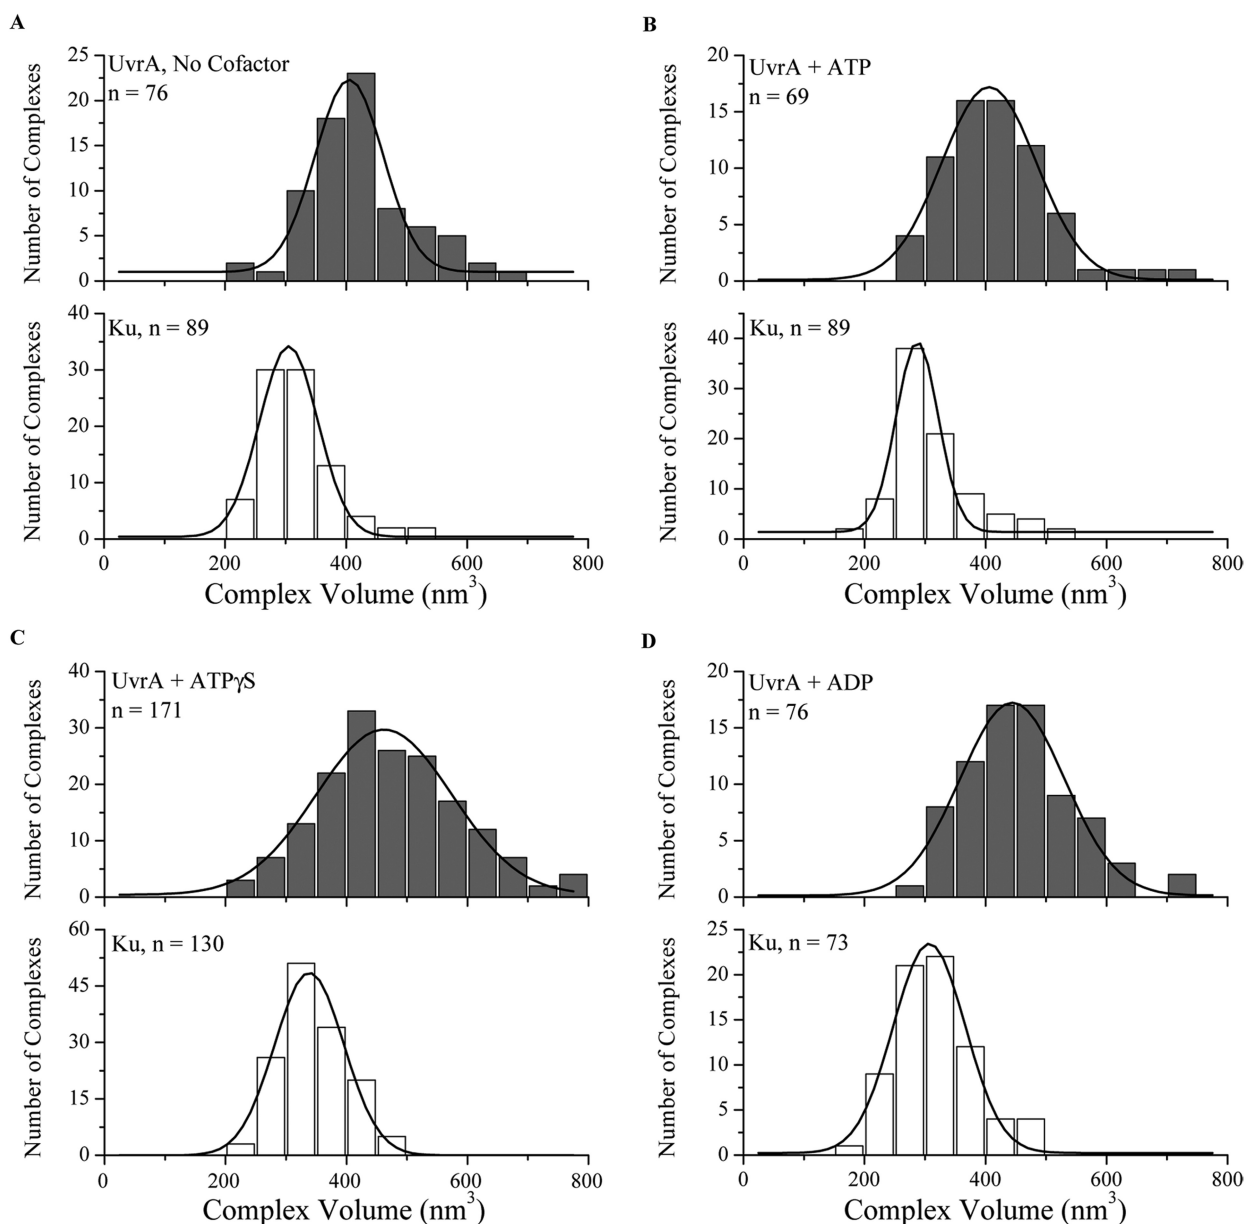 A
Number of Complexes
25
20
15
10
5
0
UvrA, No Cofactor
n = 76
Number of Complexes
40
30
20
10
0
Ku, n = 89
0 200 400 600 800
Complex Volume (nm³)
B
Number of Complexes
20
15
10
5
0
UvrA + ATP
n = 69
Number of Complexes
40
30
20
10
0
Ku, n = 89
0 200 400 600 800
Complex Volume (nm³)
C
Number of Complexes
40
30
20
10
0
UvrA + ATPγS
n = 171
Number of Complexes
60
45
30
15
0
Ku, n = 130
0 200 400 600 800
Complex Volume (nm³)
D
Number of Complexes
20
15
10
5
0
UvrA + ADP
n = 76
Number of Complexes
25
20
15
10
5
0
Ku, n = 73
0 200 400 600 800
Complex Volume (nm³)